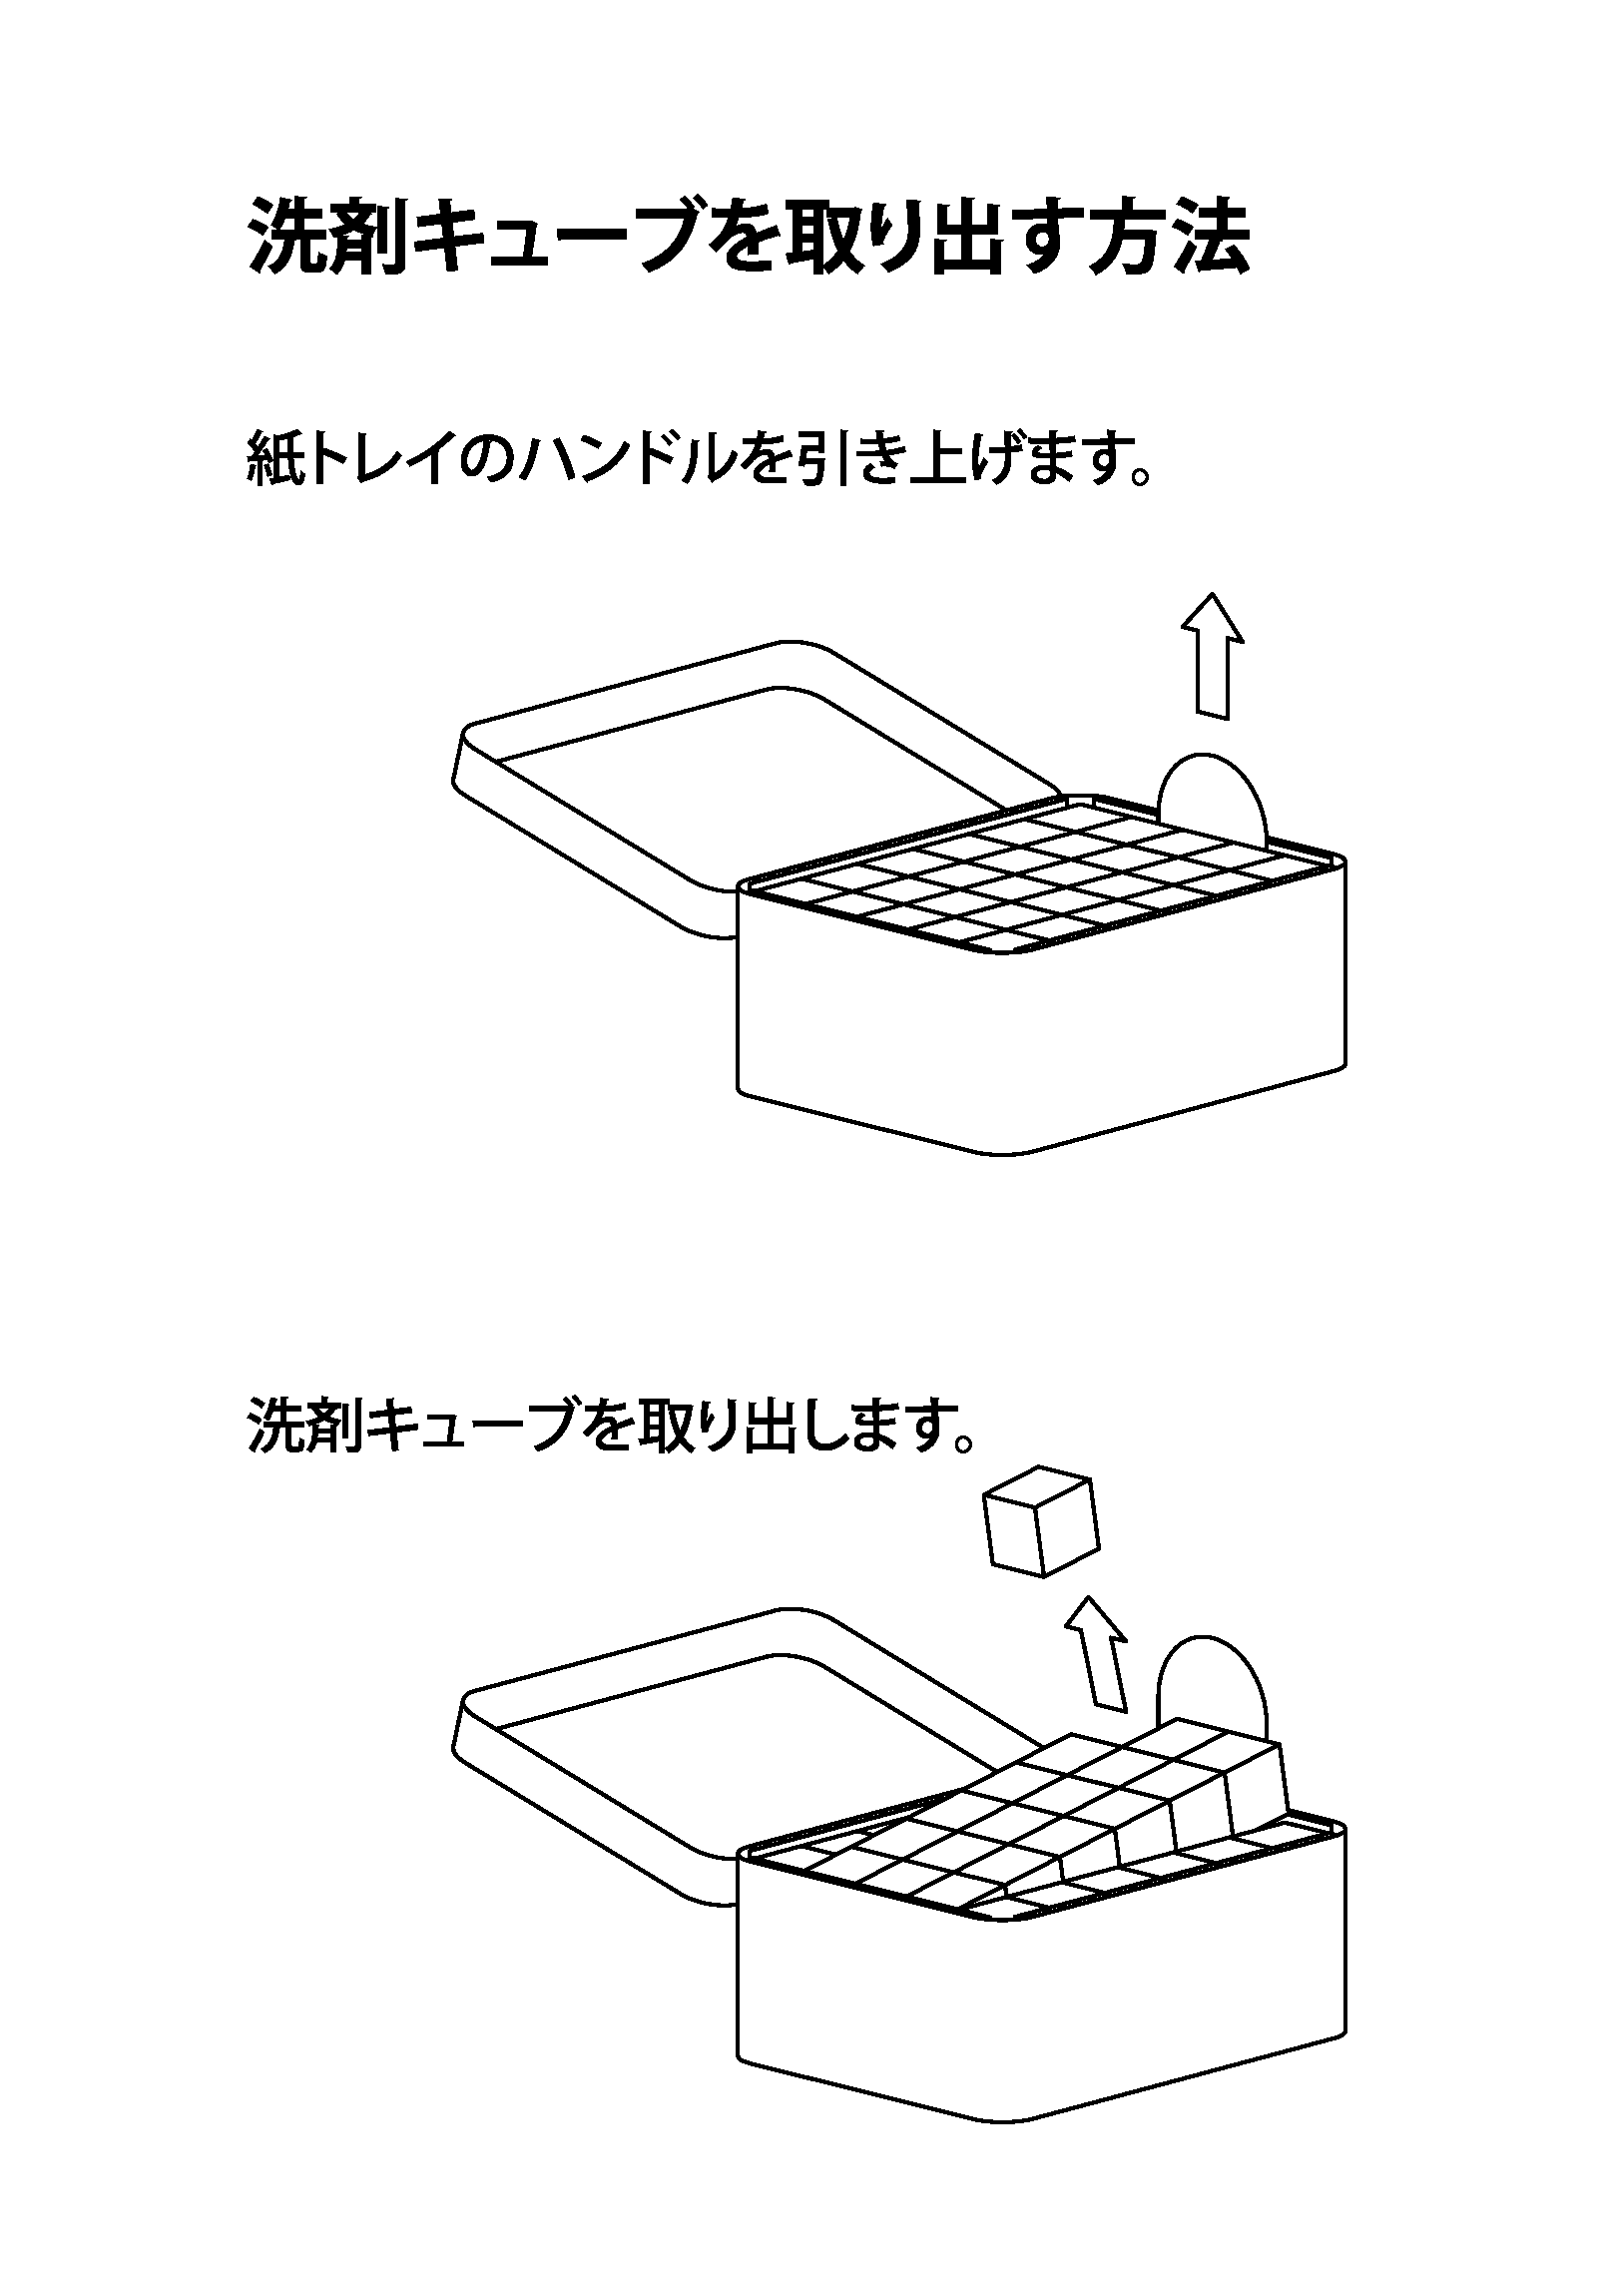 洗剤キューブを取り出す方法
紙トレイのハンドルを引き上げます。
洗剤キューブを取り出します。